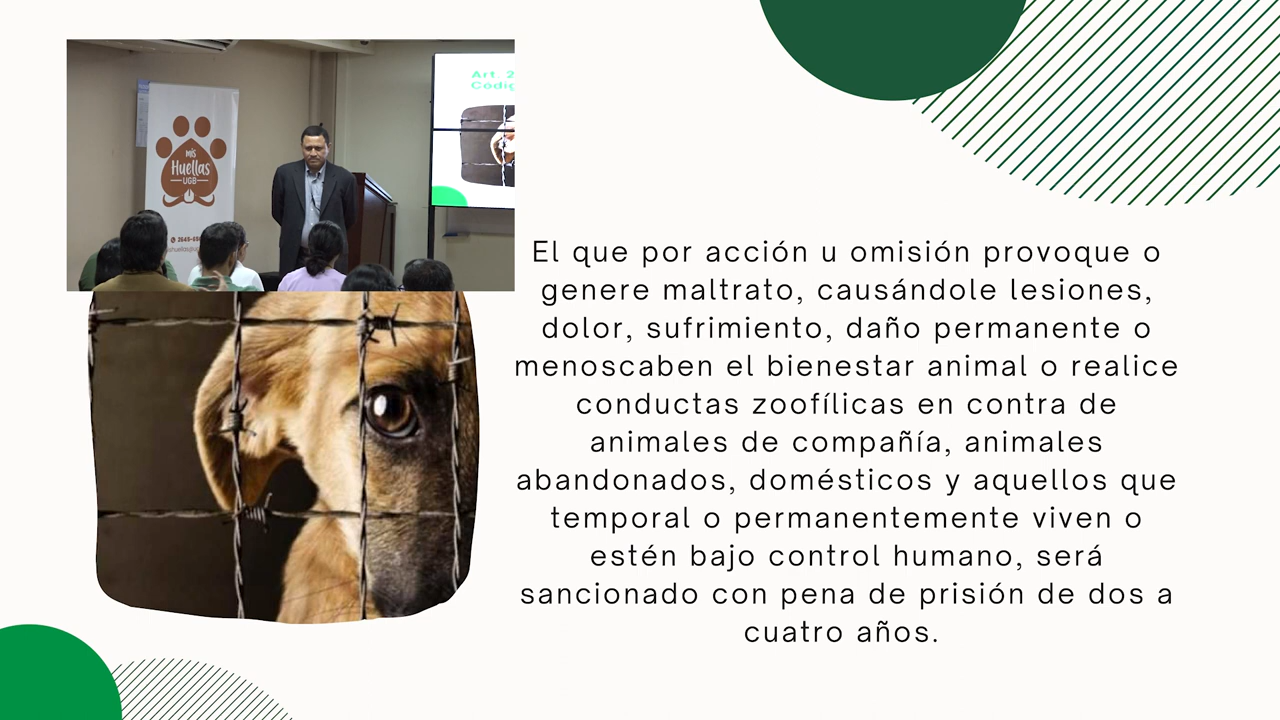 Art. 2
mis
Huellas
UGB
El que por acción u omisión provoque o
genere maltrato, causándole lesiones,
dolor, sufrimiento, daño permanente o
menoscaben el bienestar animal o realice
conductas zoofílicas en contra de
animales de compañía, animales
abandonados, domésticos y aquellos que
temporal o permanentemente viven o
estén bajo control humano, será
sancionado con pena de prisión de dos a
cuatro años.